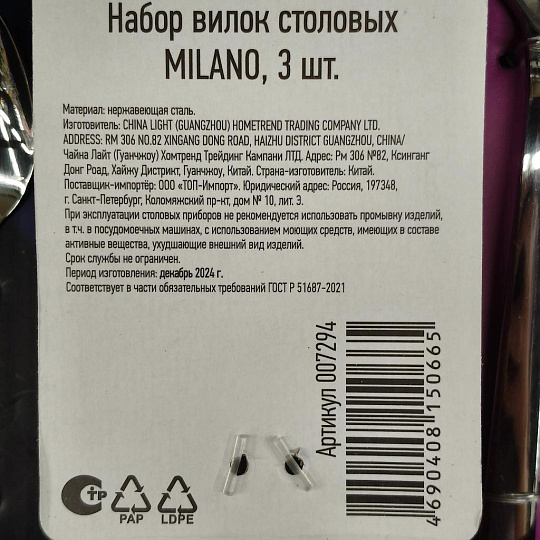 Набор вилок столовых
MILANO, 3 шт.
Материал: нержавеющая сталь.
Изготовитель: CHINA LIGHT (GUANGZHOU) HOMETREND TRADING COMPANY LTD.
ADDRESS: RM 306 NO.82 XINGANG DONG ROAD, HAIZHU DISTRICT GUANGZHOU, CHINA/
Чайна Лайт (Гуанчжоу) Хомтренд Трейдинг Кампани ЛТД. Адрес: Рм 306 №82, Ксинганг
Донг Роад, Хайжу Дистрикт, Гуанчжоу, Китай. Страна-изготовитель: Китай.
Поставщик-импортёр: ООО «ТОП-Импорт». Юридический адрес: Россия, 197348,
г. Санкт-Петербург, Коломяжский пр-кт, дом № 10, лит. Э.
При эксплуатации столовых приборов не рекомендуется использовать промывку изделий,
в т.ч. в посудомоечных машинах, с использованием моющих средств, имеющих в составе
активные вещества, ухудшающие внешний вид изделий.
Срок службы не ограничен.
Период изготовления: декабрь 2024 г.
Соответствует в части обязательных требований ГОСТ Р 51687-2021
Артикул 007294
4690408150665
СТР
PAP
LDPE